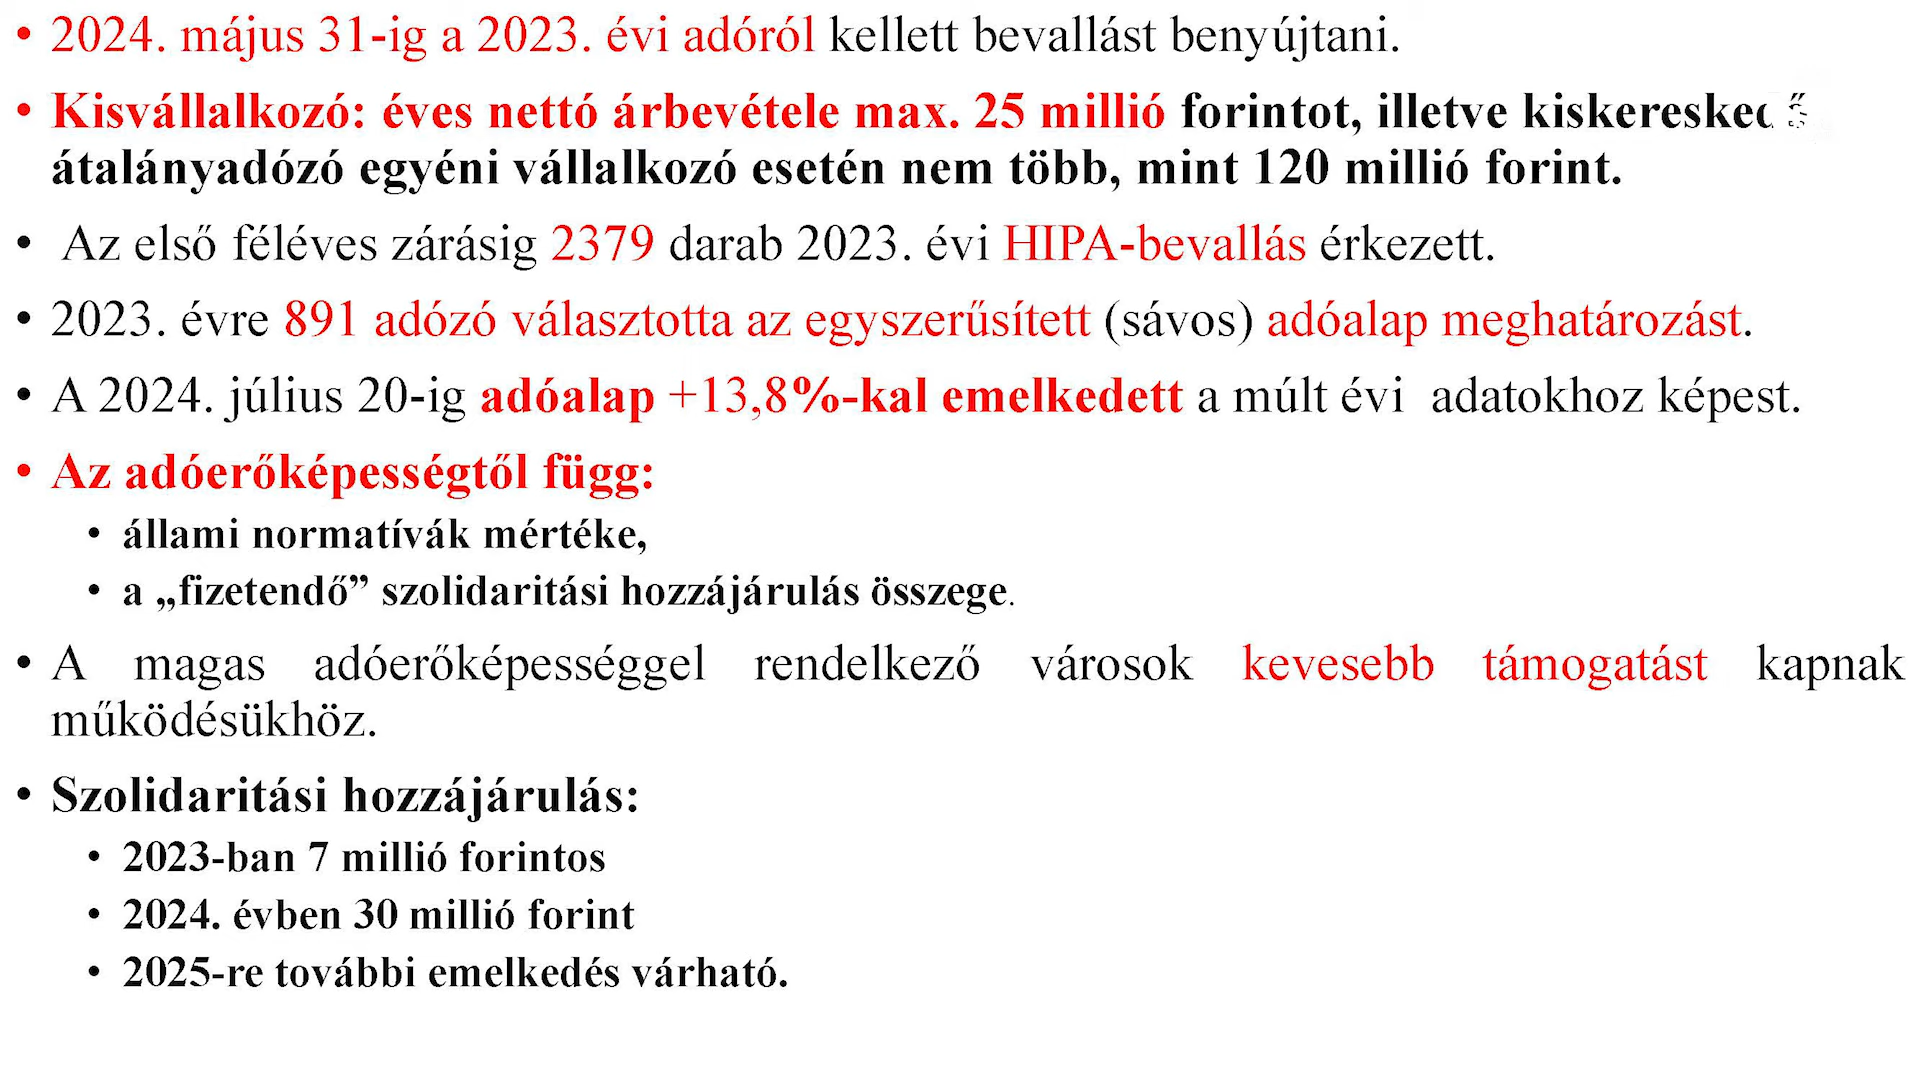 • 2024. május 31-ig a 2023. évi adóról kellett bevallást benyújtani.
• Kisvállalkozó: éves nettó árbevétele max. 25 millió forintot, illetve
átalányadózó egyéni vállalkozó esetén nem több, mint 120 millió forint.
• Az első féléves zárásig 2379 darab 2023. évi HIPA-bevallás érkezett.
• 2023. évre 891 adózó választotta az egyszerűsített (sávos) adóalap meghatározást.
• A 2024. július 20-ig adóalap +13,8%-kal emelkedett a múlt évi adatokhoz képest.
• Az adóerőképességtől függ:
• állami normatívák mértéke,
• a „fizetendő” szolidaritási hozzájárulás összege.
• A magas adóerőképességgel rendelkező városok kevesebb támogatást kapnak
működésükhöz.
• Szolidaritási hozzájárulás:
• 2023-ban 7 millió forintos
• 2024. évben 30 millió forint
• 2025-re további emelkedés várható.